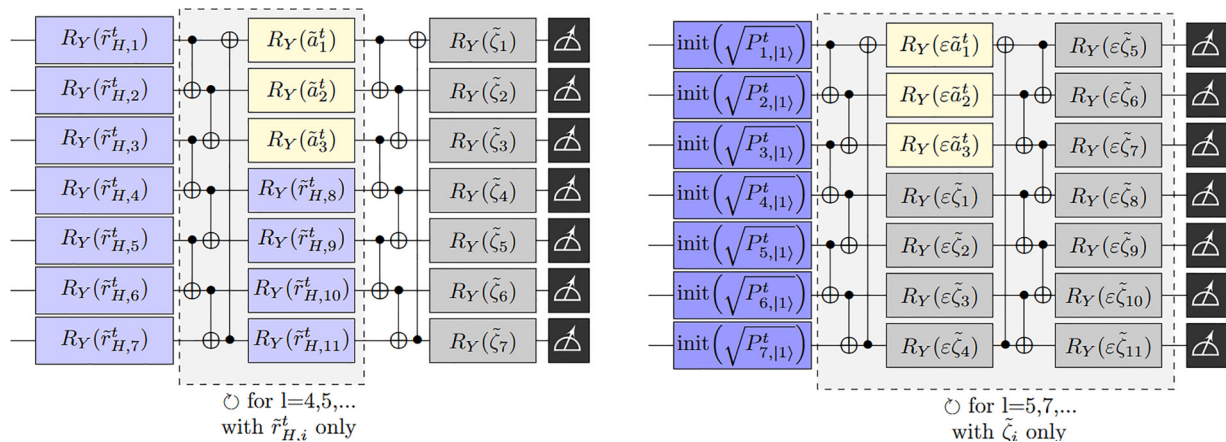 R_Y(r̃^t_{H,1}) R_Y(ã^t_1) R_Y(ζ̃_1)
R_Y(r̃^t_{H,2}) R_Y(ã^t_2) R_Y(ζ̃_2)
R_Y(r̃^t_{H,3}) R_Y(ã^t_3) R_Y(ζ̃_3)
R_Y(r̃^t_{H,4}) R_Y(r̃^t_{H,8}) R_Y(ζ̃_4)
R_Y(r̃^t_{H,5}) R_Y(r̃^t_{H,9}) R_Y(ζ̃_5)
R_Y(r̃^t_{H,6}) R_Y(r̃^t_{H,10}) R_Y(ζ̃_6)
R_Y(r̃^t_{H,7}) R_Y(r̃^t_{H,11}) R_Y(ζ̃_7)
↻ for l=4,5,...
with r̃^t_{H,i} only
init(√P^t_{1,|1⟩}) R_Y(εã^t_1) R_Y(εζ̃_5)
init(√P^t_{2,|1⟩}) R_Y(εã^t_2) R_Y(εζ̃_6)
init(√P^t_{3,|1⟩}) R_Y(εã^t_3) R_Y(εζ̃_7)
init(√P^t_{4,|1⟩}) R_Y(εζ̃_1) R_Y(εζ̃_8)
init(√P^t_{5,|1⟩}) R_Y(εζ̃_2) R_Y(εζ̃_9)
init(√P^t_{6,|1⟩}) R_Y(εζ̃_3) R_Y(εζ̃_10)
init(√P^t_{7,|1⟩}) R_Y(εζ̃_4) R_Y(εζ̃_11)
↻ for l=5,7,...
with ζ̃_i only